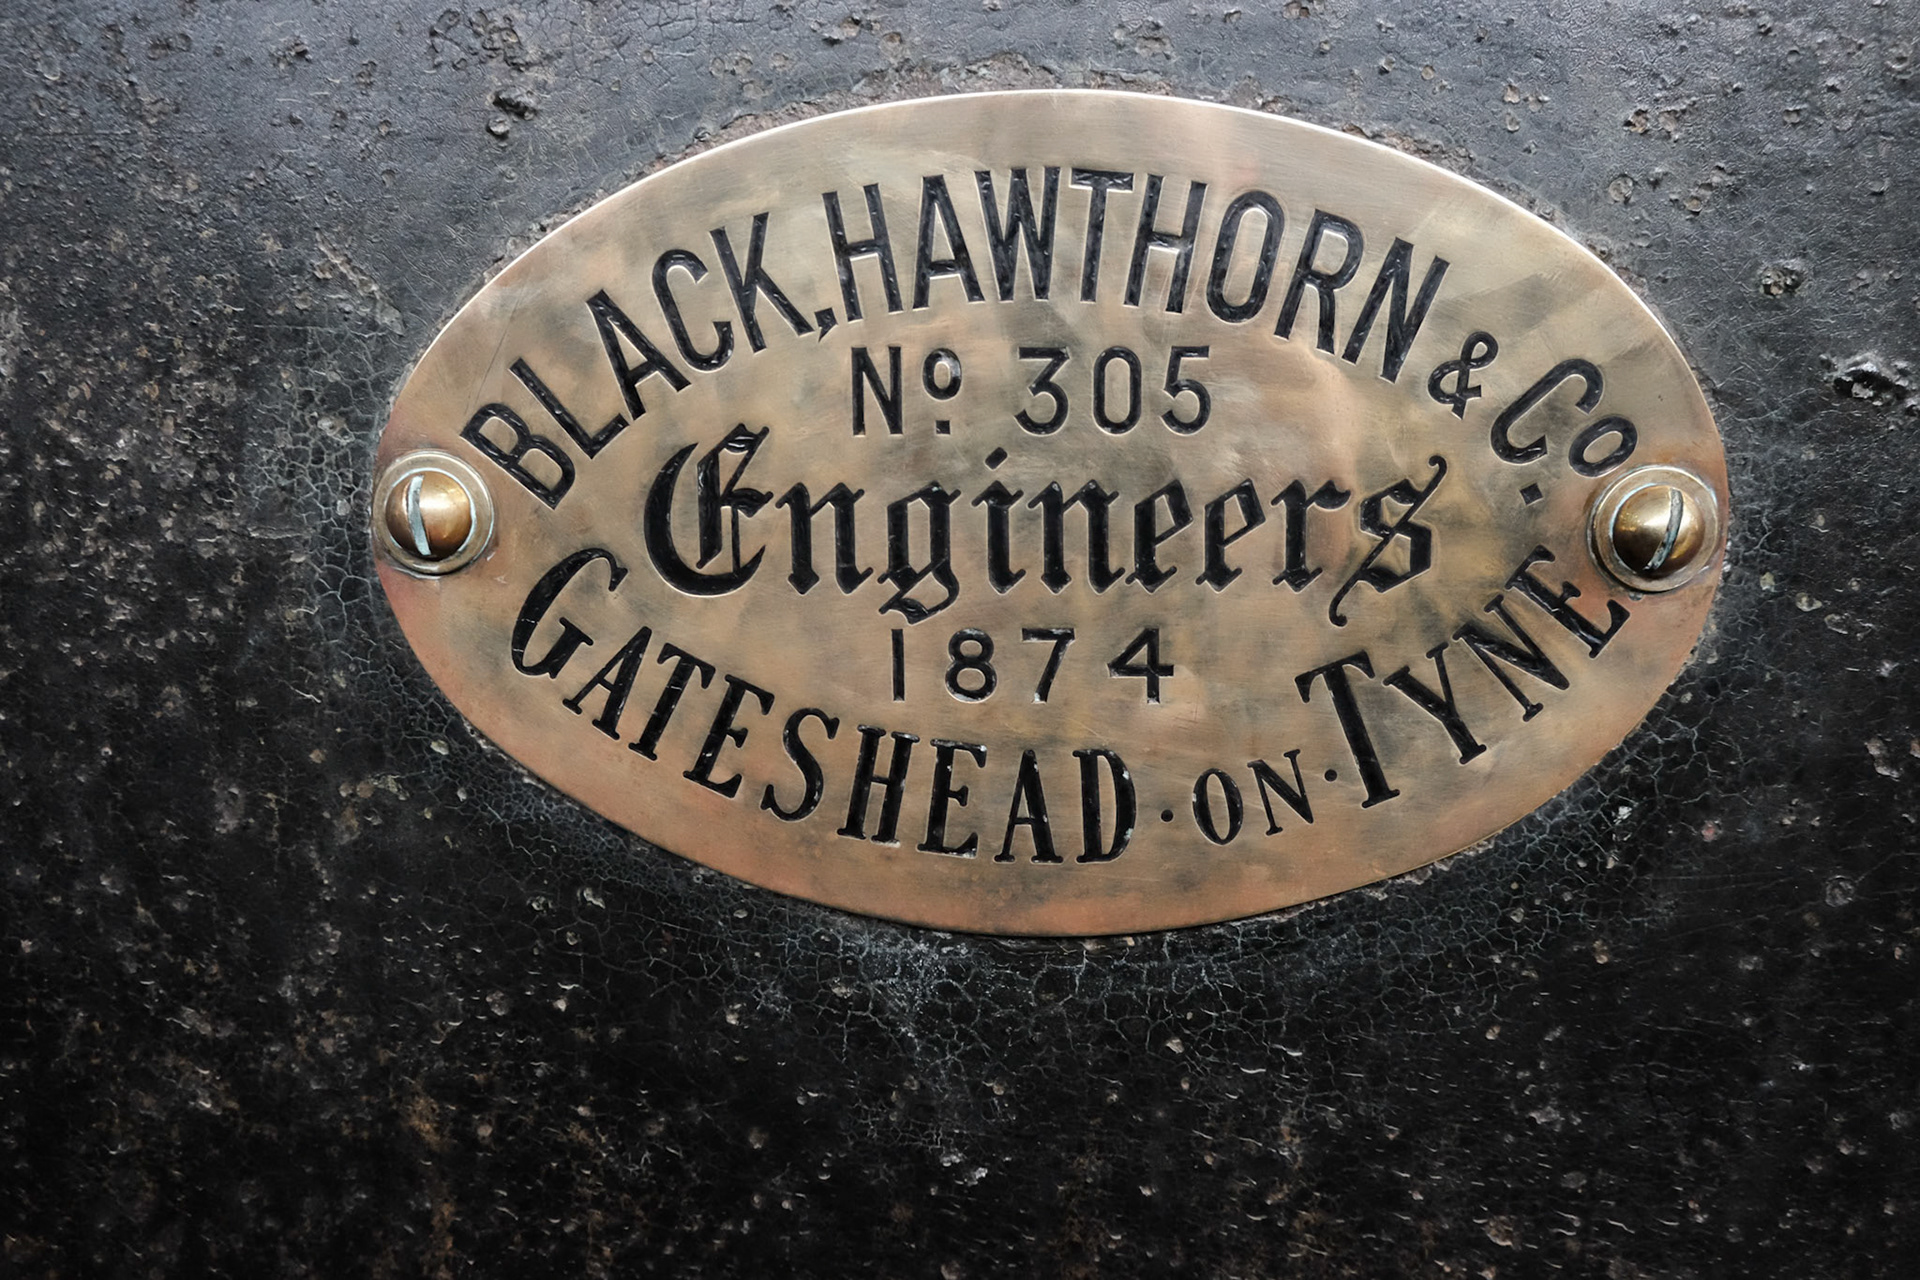 BLACK, HAWTHORN & Co.
No 305
Engineers
1874
GATESHEAD·ON·TYNE